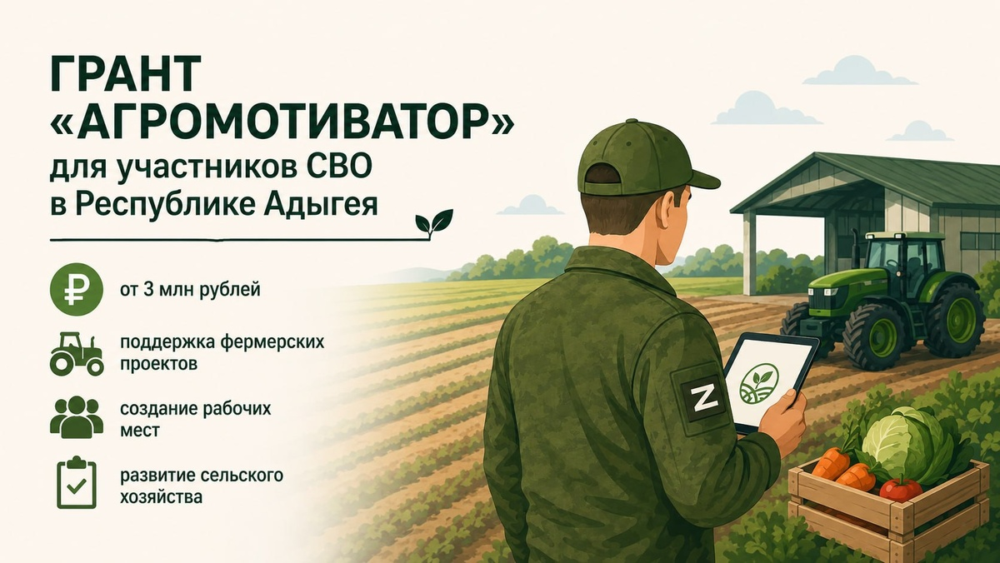 ГРАНТ
«АГРОМОТИВАТОР»
для участников СВО
в Республике Адыгея
₽
от 3 млн рублей
поддержка фермерских
проектов
создание рабочих
мест
развитие сельского
хозяйства
Z